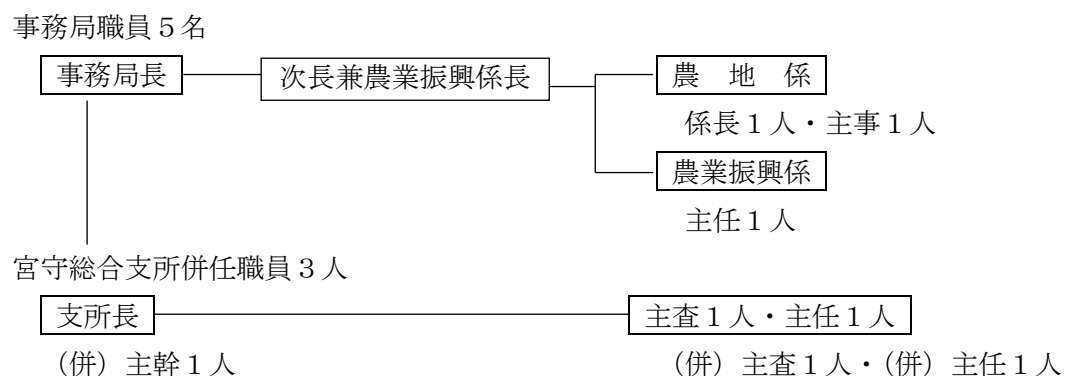 事務局職員５名
事務局長 次長兼農業振興係長 農 地 係
係長１人・主事１人
農業振興係
主任１人
宮守総合支所併任職員３人
支所長 主査１人・主任１人
（併）主幹１人 （併）主査１人・（併）主任１人